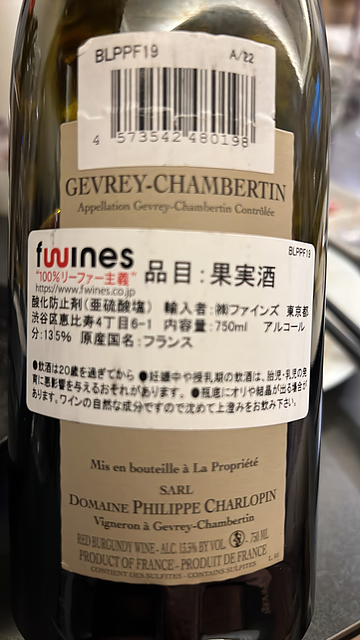 BLPPF19 A/22
4 573542 480198
GEVREY-CHAMBERTIN
Appellation Gevrey-Chambertin Contrôlée
BLPPF19
fwines
"100%リーファー主義"
https://www.fwines.co.jp
品目:果実酒
酸化防止剤(亜硫酸塩) 輸入者:㈱ファインズ 東京都
渋谷区恵比寿4丁目6-1 内容量:750ml アルコール
分:13.5% 原産国名:フランス
●飲酒は20歳を過ぎてから ●妊娠中や授乳期の飲酒は、胎児・乳児の発
育に悪影響を与えるおそれがあります。 ●瓶底にオリや結晶が出る場合が
あります。ワインの自然な成分ですので沈めて上澄みをお飲み下さい。
Mis en bouteille à La Propriété
SARL
DOMAINE PHILIPPE CHARLOPIN
Vigneron à Gevrey-Chambertin
RED BURGUNDY WINE - ALC. 13.5% BY VOL. 750 ML
PRODUCT OF FRANCE - PRODUIT DE FRANCE
CONTIENT DES SULFITES - CONTAINS SULFITES